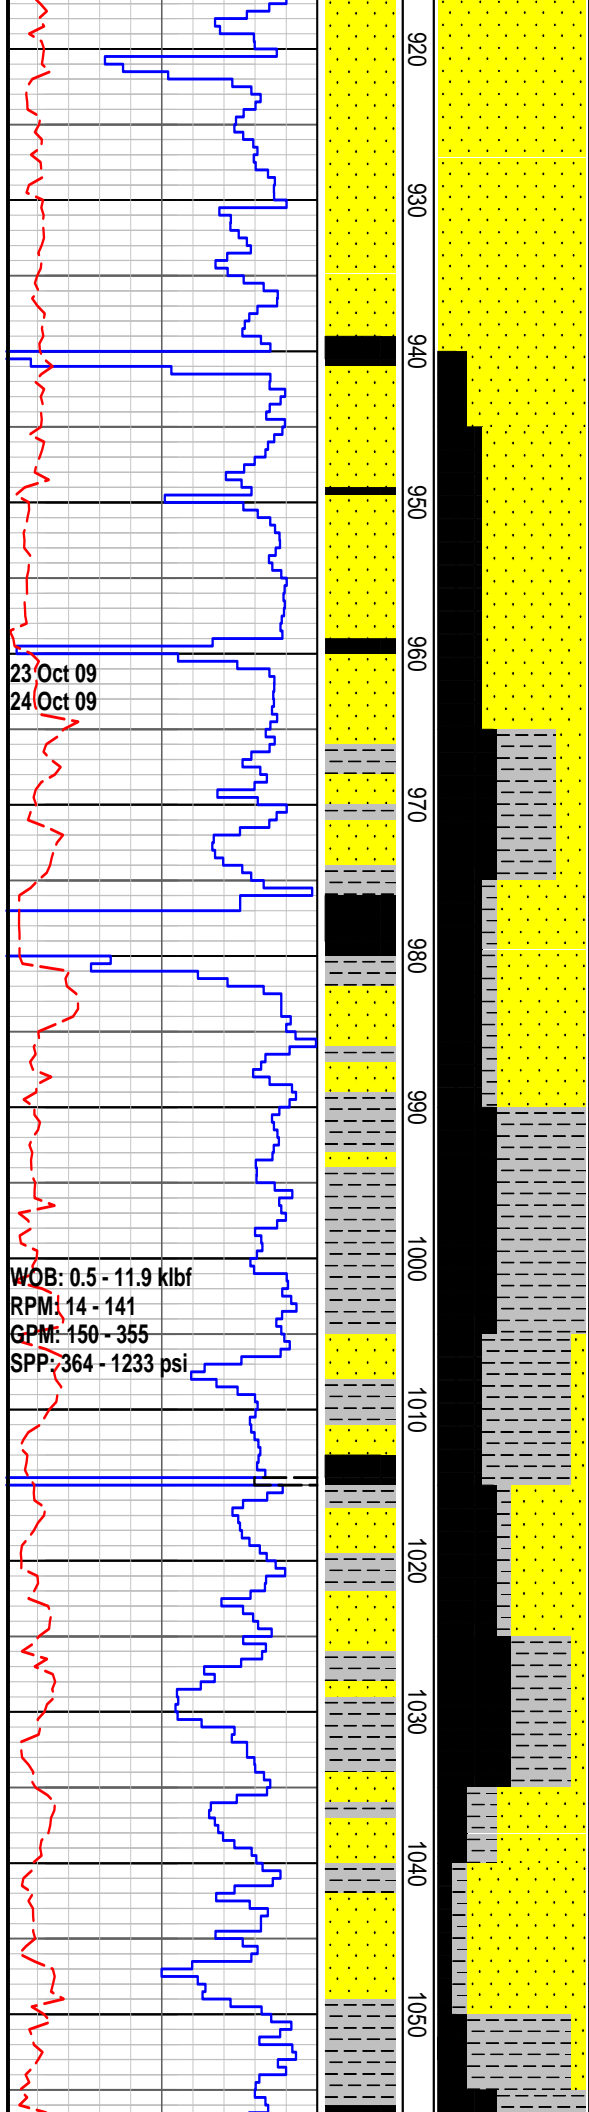 920
930
940
950
960
23 Oct 09
24 Oct 09
970
980
990
1000
WOB: 0.5 - 11.9 klbf
RPM: 14 - 141
GPM: 150 - 355
SPP: 364 - 1233 psi
1010
1020
1030
1040
1050